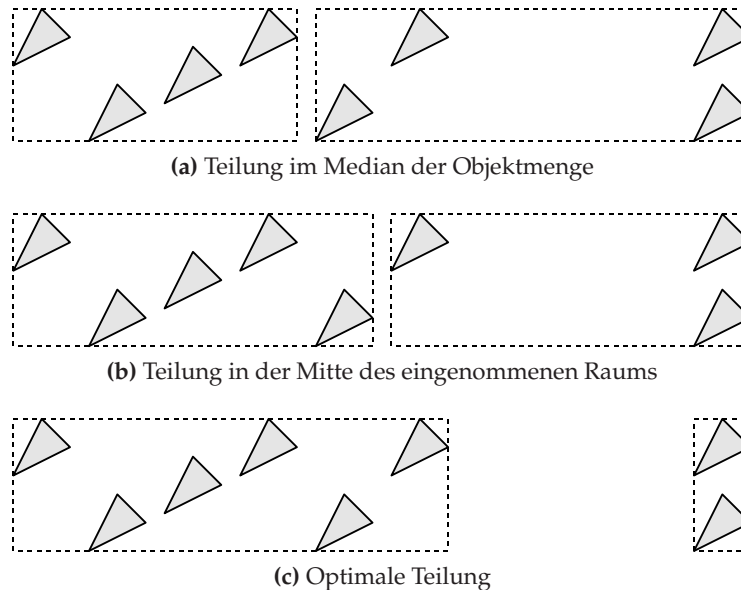 (a) Teilung im Median der Objektmenge
(b) Teilung in der Mitte des eingenommenen Raums
(c) Optimale Teilung